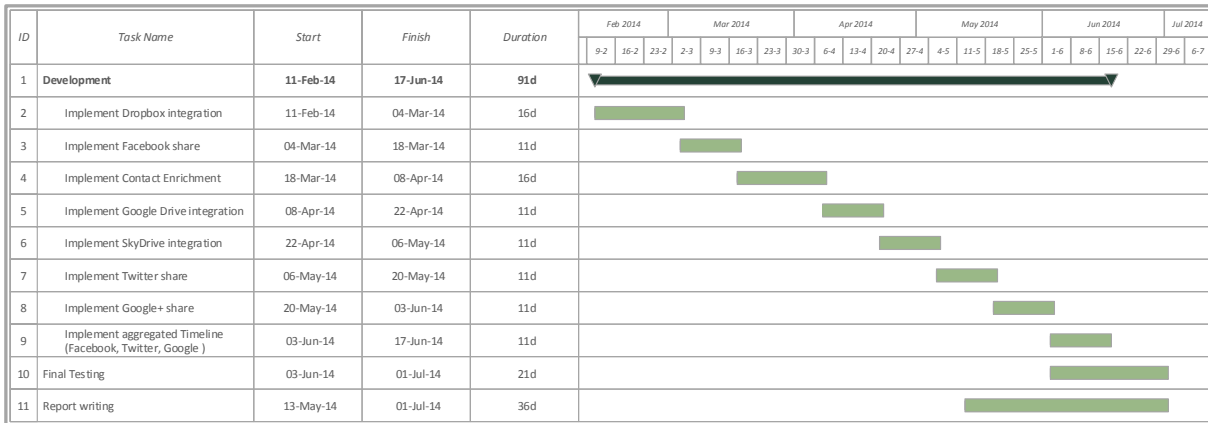 ID Task Name Start Finish Duration Feb 2014 Mar 2014 Apr 2014 May 2014 Jun 2014 Jul 2014
9-2 16-2 23-2 2-3 9-3 16-3 23-3 30-3 6-4 13-4 20-4 27-4 4-5 11-5 18-5 25-5 1-6 8-6 15-6 22-6 29-6 6-7
1 Development 11-Feb-14 17-Jun-14 91d
2 Implement Dropbox integration 11-Feb-14 04-Mar-14 16d
3 Implement Facebook share 04-Mar-14 18-Mar-14 11d
4 Implement Contact Enrichment 18-Mar-14 08-Apr-14 16d
5 Implement Google Drive integration 08-Apr-14 22-Apr-14 11d
6 Implement SkyDrive integration 22-Apr-14 06-May-14 11d
7 Implement Twitter share 06-May-14 20-May-14 11d
8 Implement Google+ share 20-May-14 03-Jun-14 11d
9 Implement aggregated Timeline
(Facebook, Twitter, Google ) 03-Jun-14 17-Jun-14 11d
10 Final Testing 03-Jun-14 01-Jul-14 21d
11 Report writing 13-May-14 01-Jul-14 36d